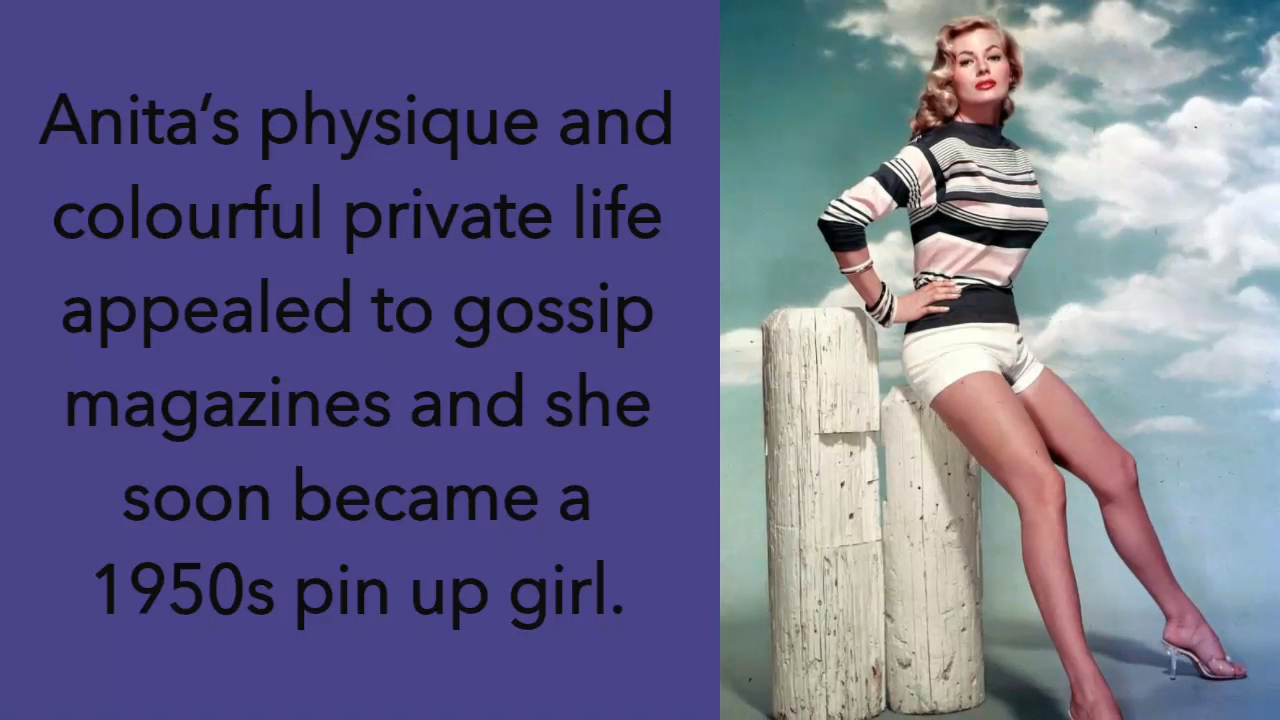 Anita’s physique and
colourful private life
appealed to gossip
magazines and she
soon became a
1950s pin up girl.